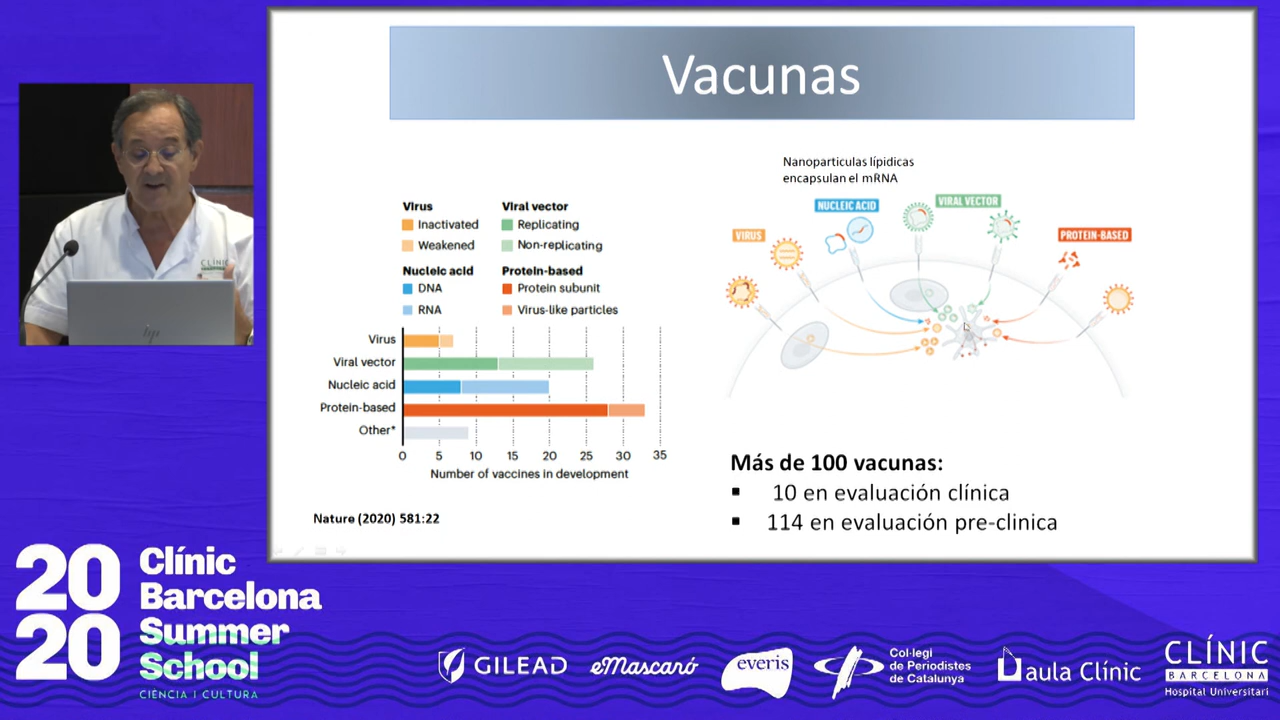 Vacunas
Nanoparticulas lípidicas
encapsulan el mRNA
Virus
Inactivated
Weakened
Viral vector
Replicating
Non-replicating
Nucleic acid
DNA
RNA
Protein-based
Protein subunit
Virus-like particles
Virus
Viral vector
Nucleic acid
Protein-based
Other*
0 5 10 15 20 25 30 35
Number of vaccines in development
VIRUS
NUCLEIC ACID
VIRAL VECTOR
PROTEIN-BASED
Más de 100 vacunas:
10 en evaluación clínica
114 en evaluación pre-clinica
Nature (2020) 581:22
CLÍNIC
BARCELONA
hp
2020
Clínic
Barcelona
Summer
School
CIÈNCIA I CULTURA
GILEAD
eMascaró
everis
Col·legi
de Periodistes
de Catalunya
aula Clínic
CLÍNIC
BARCELONA
Hospital Universitari